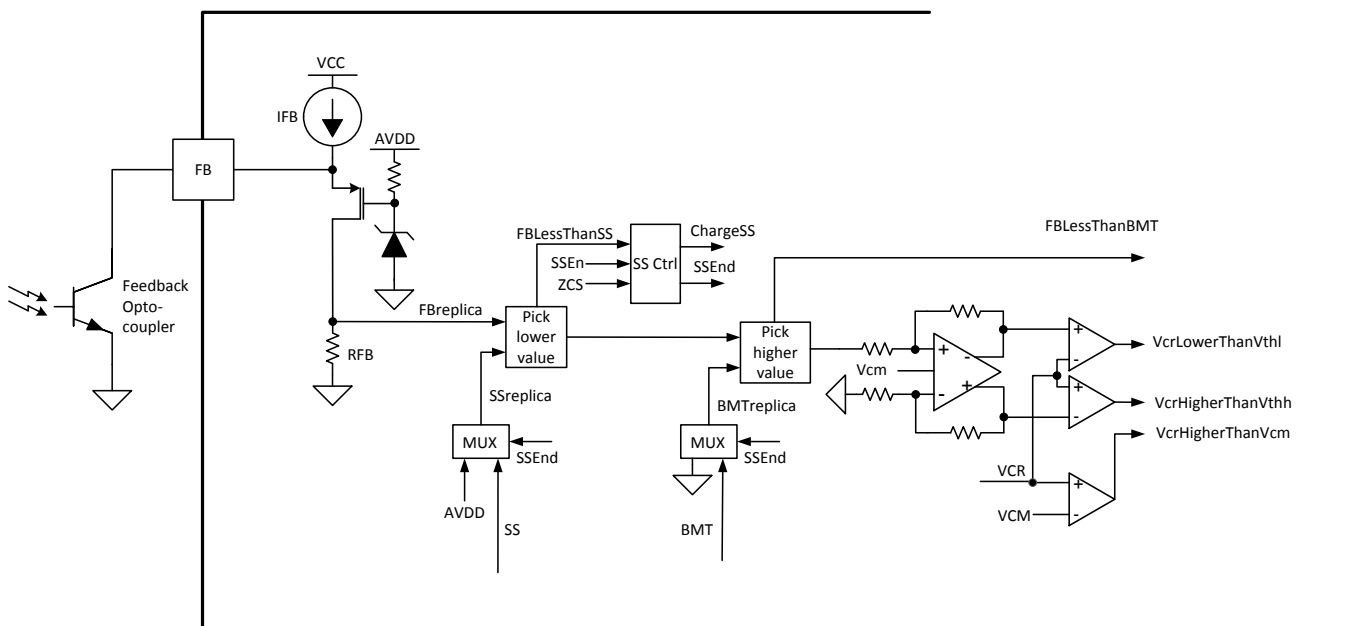 VCC
IFB
AVDD
FB
FBLessThanSS
ChargeSS
SSEn
SS Ctrl
SSEnd
ZCS
FBLessThanBMT
Feedback
Opto-
coupler
FBreplica
Pick
lower
value
Pick
higher
value
RFB
Vcm
+
-
+
-
+
-
+
-
VcrLowerThanVthl
VcrHigherThanVthh
VcrHigherThanVcm
SSreplica
BMTreplica
MUX
SSEnd
MUX
SSEnd
AVDD
SS
BMT
VCR
VCM
+
-